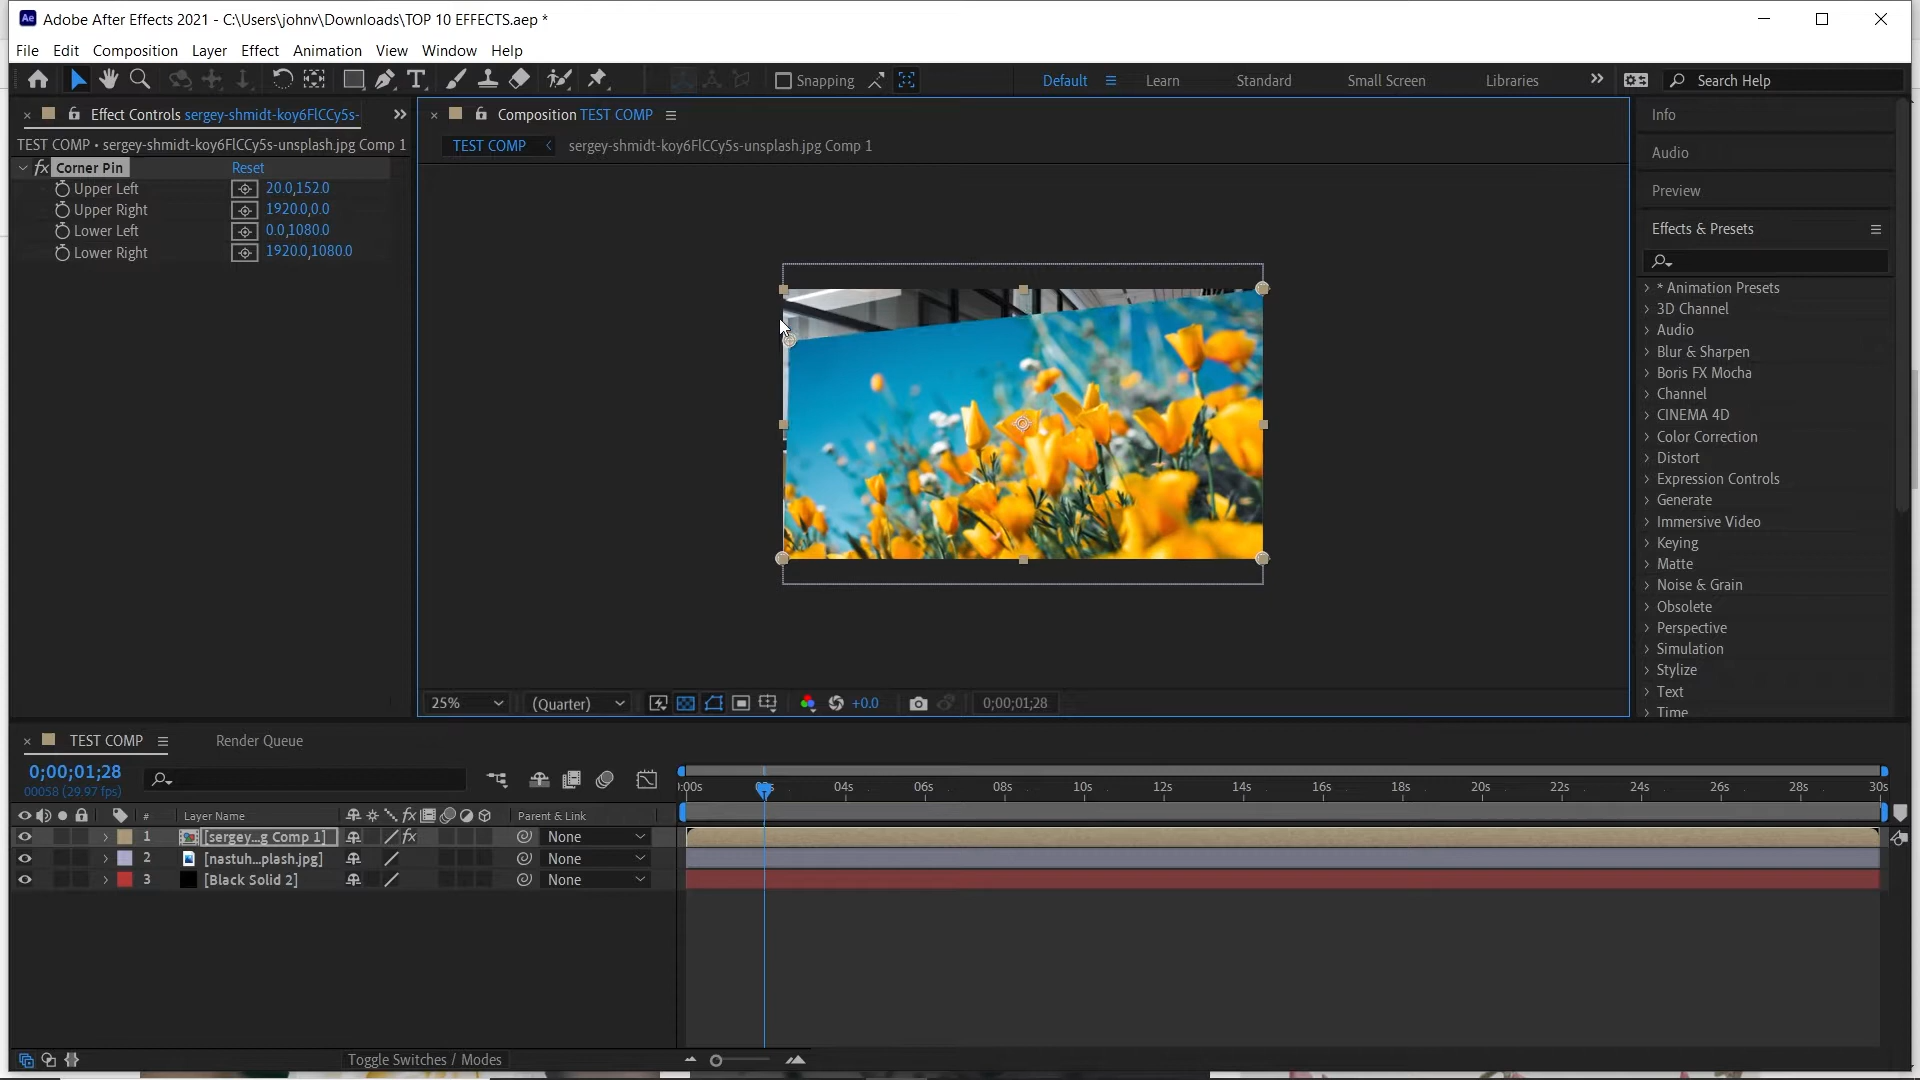 Adobe After Effects 2021 - C:\Users\johnv\Downloads\TOP 10 EFFECTS.aep *
File Edit Composition Layer Effect Animation View Window Help
Snapping Default Learn Standard Small Screen Libraries Search Help
Effect Controls sergey-shmidt-koy6FlCCy5s-
TEST COMP • sergey-shmidt-koy6FlCCy5s-unsplash.jpg Comp 1
fx Corner Pin Reset
Upper Left 20.0,152.0
Upper Right 1920.0,0.0
Lower Left 0.0,1080.0
Lower Right 1920.0,1080.0
Composition TEST COMP
TEST COMP sergey-shmidt-koy6FlCCy5s-unsplash.jpg Comp 1
25% (Quarter) +0.0 0;00;01;28
Info
Audio
Preview
Effects & Presets
* Animation Presets
3D Channel
Audio
Blur & Sharpen
Boris FX Mocha
Channel
CINEMA 4D
Color Correction
Distort
Expression Controls
Generate
Immersive Video
Keying
Matte
Noise & Grain
Obsolete
Perspective
Simulation
Stylize
Text
Time
TEST COMP Render Queue
0;00;01;28
00058 (29.97 fps)
:00s 04s 06s 08s 10s 12s 14s 16s 18s 20s 22s 24s 26s 28s 30s
# Layer Name fx Parent & Link
1 [sergey...g Comp 1] fx None
2 [nastuh...plash.jpg] None
3 [Black Solid 2] None
Toggle Switches / Modes